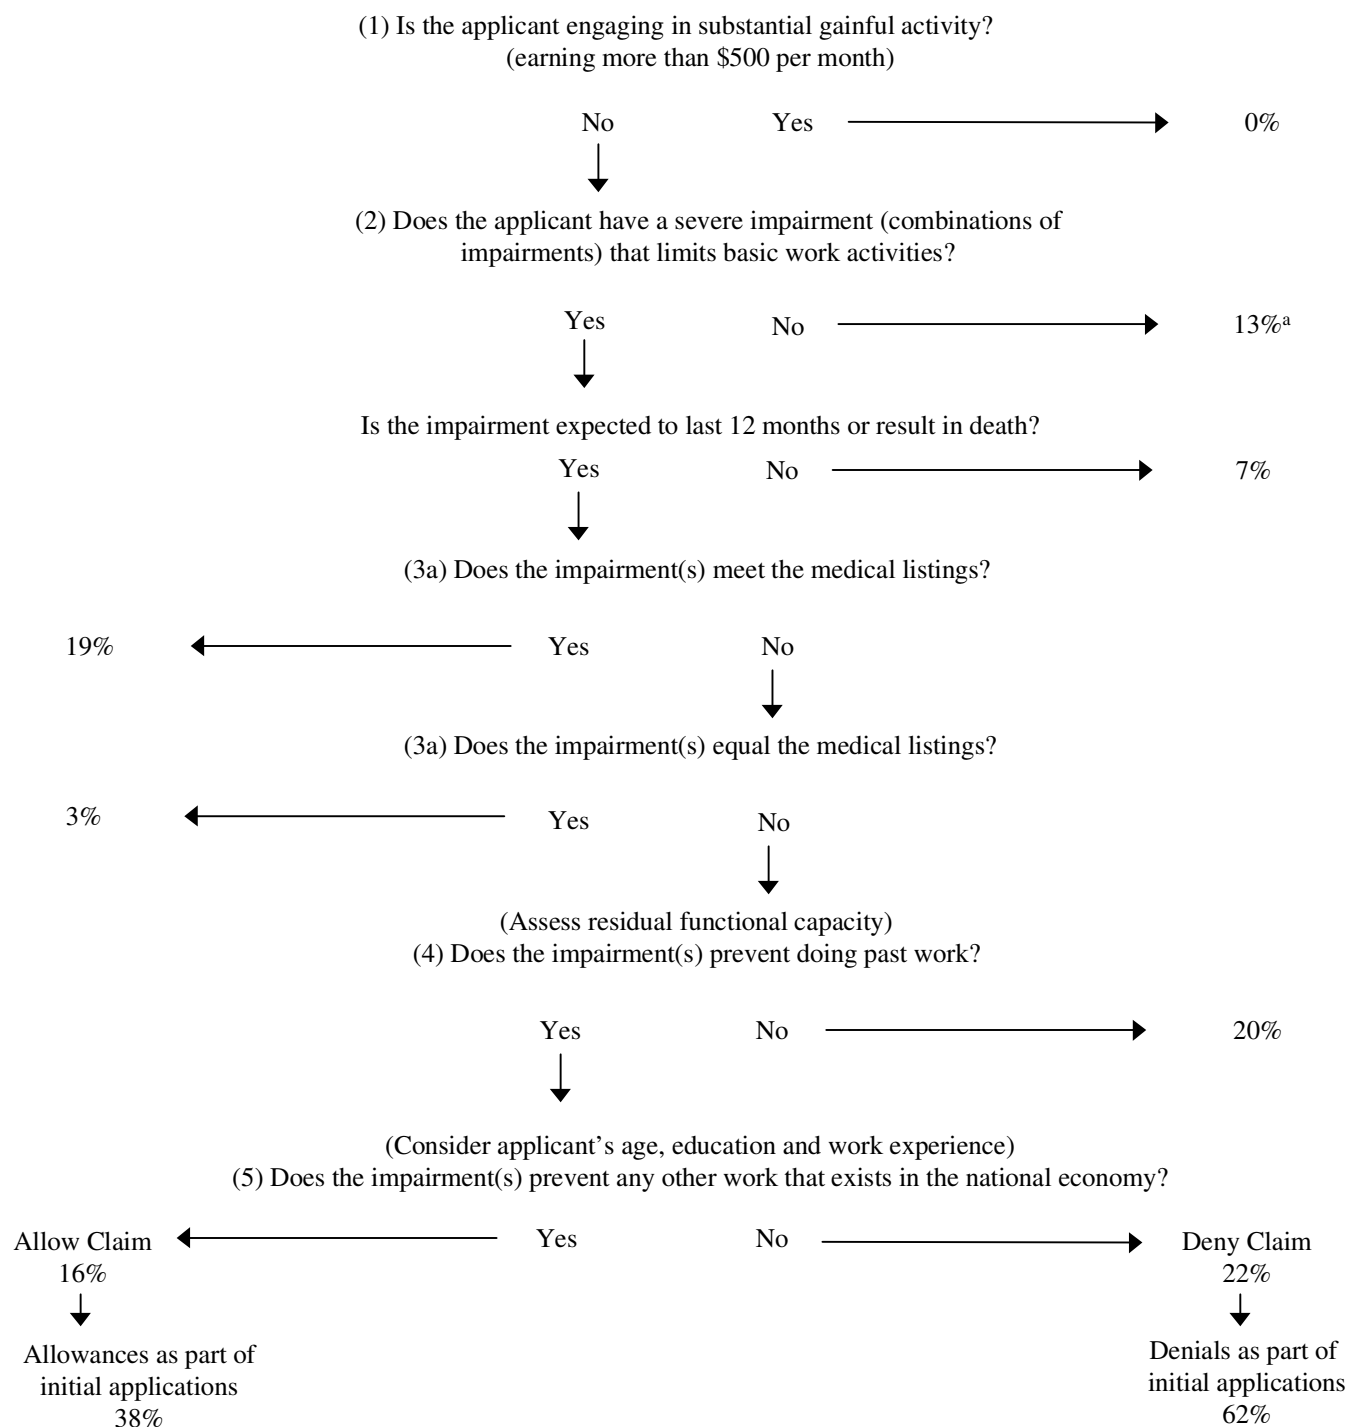 (1) Is the applicant engaging in substantial gainful activity?
(earning more than $500 per month)
No Yes 0%
(2) Does the applicant have a severe impairment (combinations of
impairments) that limits basic work activities?
Yes No 13%ᵃ
Is the impairment expected to last 12 months or result in death?
Yes No 7%
(3a) Does the impairment(s) meet the medical listings?
19% Yes No
(3a) Does the impairment(s) equal the medical listings?
3% Yes No
(Assess residual functional capacity)
(4) Does the impairment(s) prevent doing past work?
Yes No 20%
(Consider applicant’s age, education and work experience)
(5) Does the impairment(s) prevent any other work that exists in the national economy?
Allow Claim Yes No Deny Claim
16% 22%
Allowances as part of Denials as part of
initial applications initial applications
38% 62%